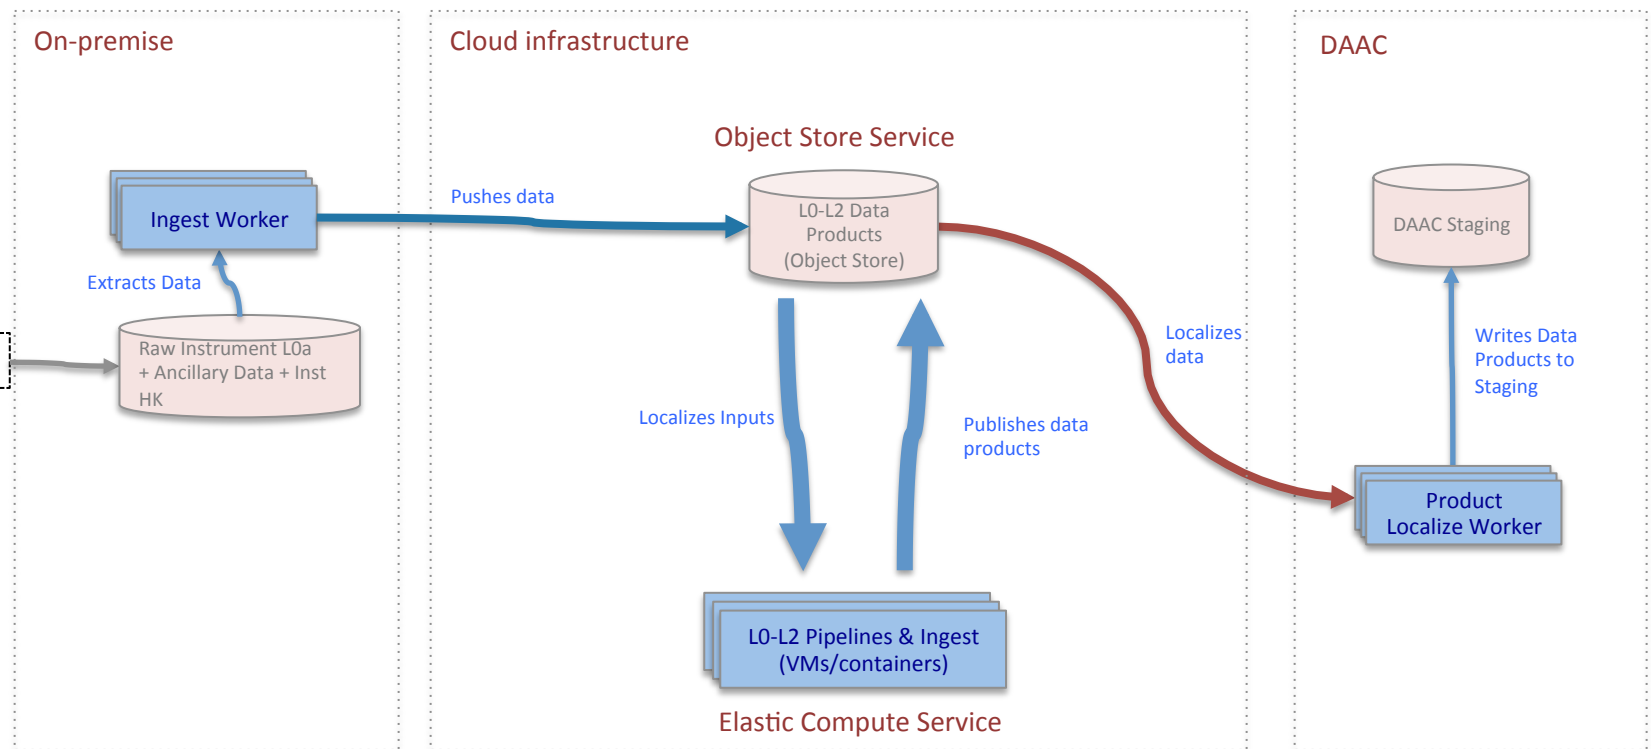 On-premise
Cloud infrastructure
DAAC
Object Store Service
Ingest Worker
Pushes data
L0-L2 Data
Products
(Object Store)
DAAC Staging
Extracts Data
Raw Instrument L0a
+ Ancillary Data + Inst
HK
Localizes
data
Writes Data
Products to
Staging
Localizes Inputs
Publishes data
products
Product
Localize Worker
L0-L2 Pipelines & Ingest
(VMs/containers)
Elastic Compute Service